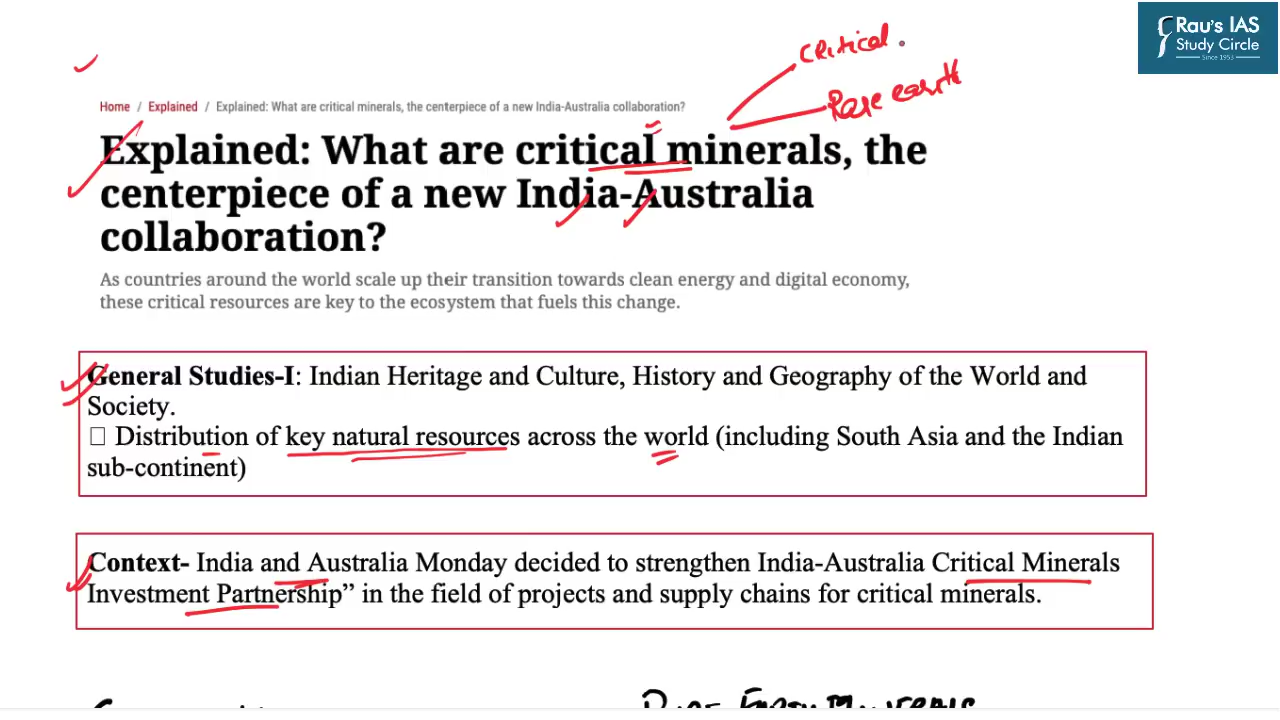 Rau's IAS
Study Circle
Since 1953
Critical
Rare earth
Home / Explained / Explained: What are critical minerals, the centerpiece of a new India-Australia collaboration?
Explained: What are critical minerals, the
centerpiece of a new India-Australia
collaboration?
As countries around the world scale up their transition towards clean energy and digital economy,
these critical resources are key to the ecosystem that fuels this change.
General Studies-I: Indian Heritage and Culture, History and Geography of the World and
Society.
□ Distribution of key natural resources across the world (including South Asia and the Indian
sub-continent)
Context- India and Australia Monday decided to strengthen India-Australia Critical Minerals
Investment Partnership” in the field of projects and supply chains for critical minerals.
RARE EARTH MINERALS